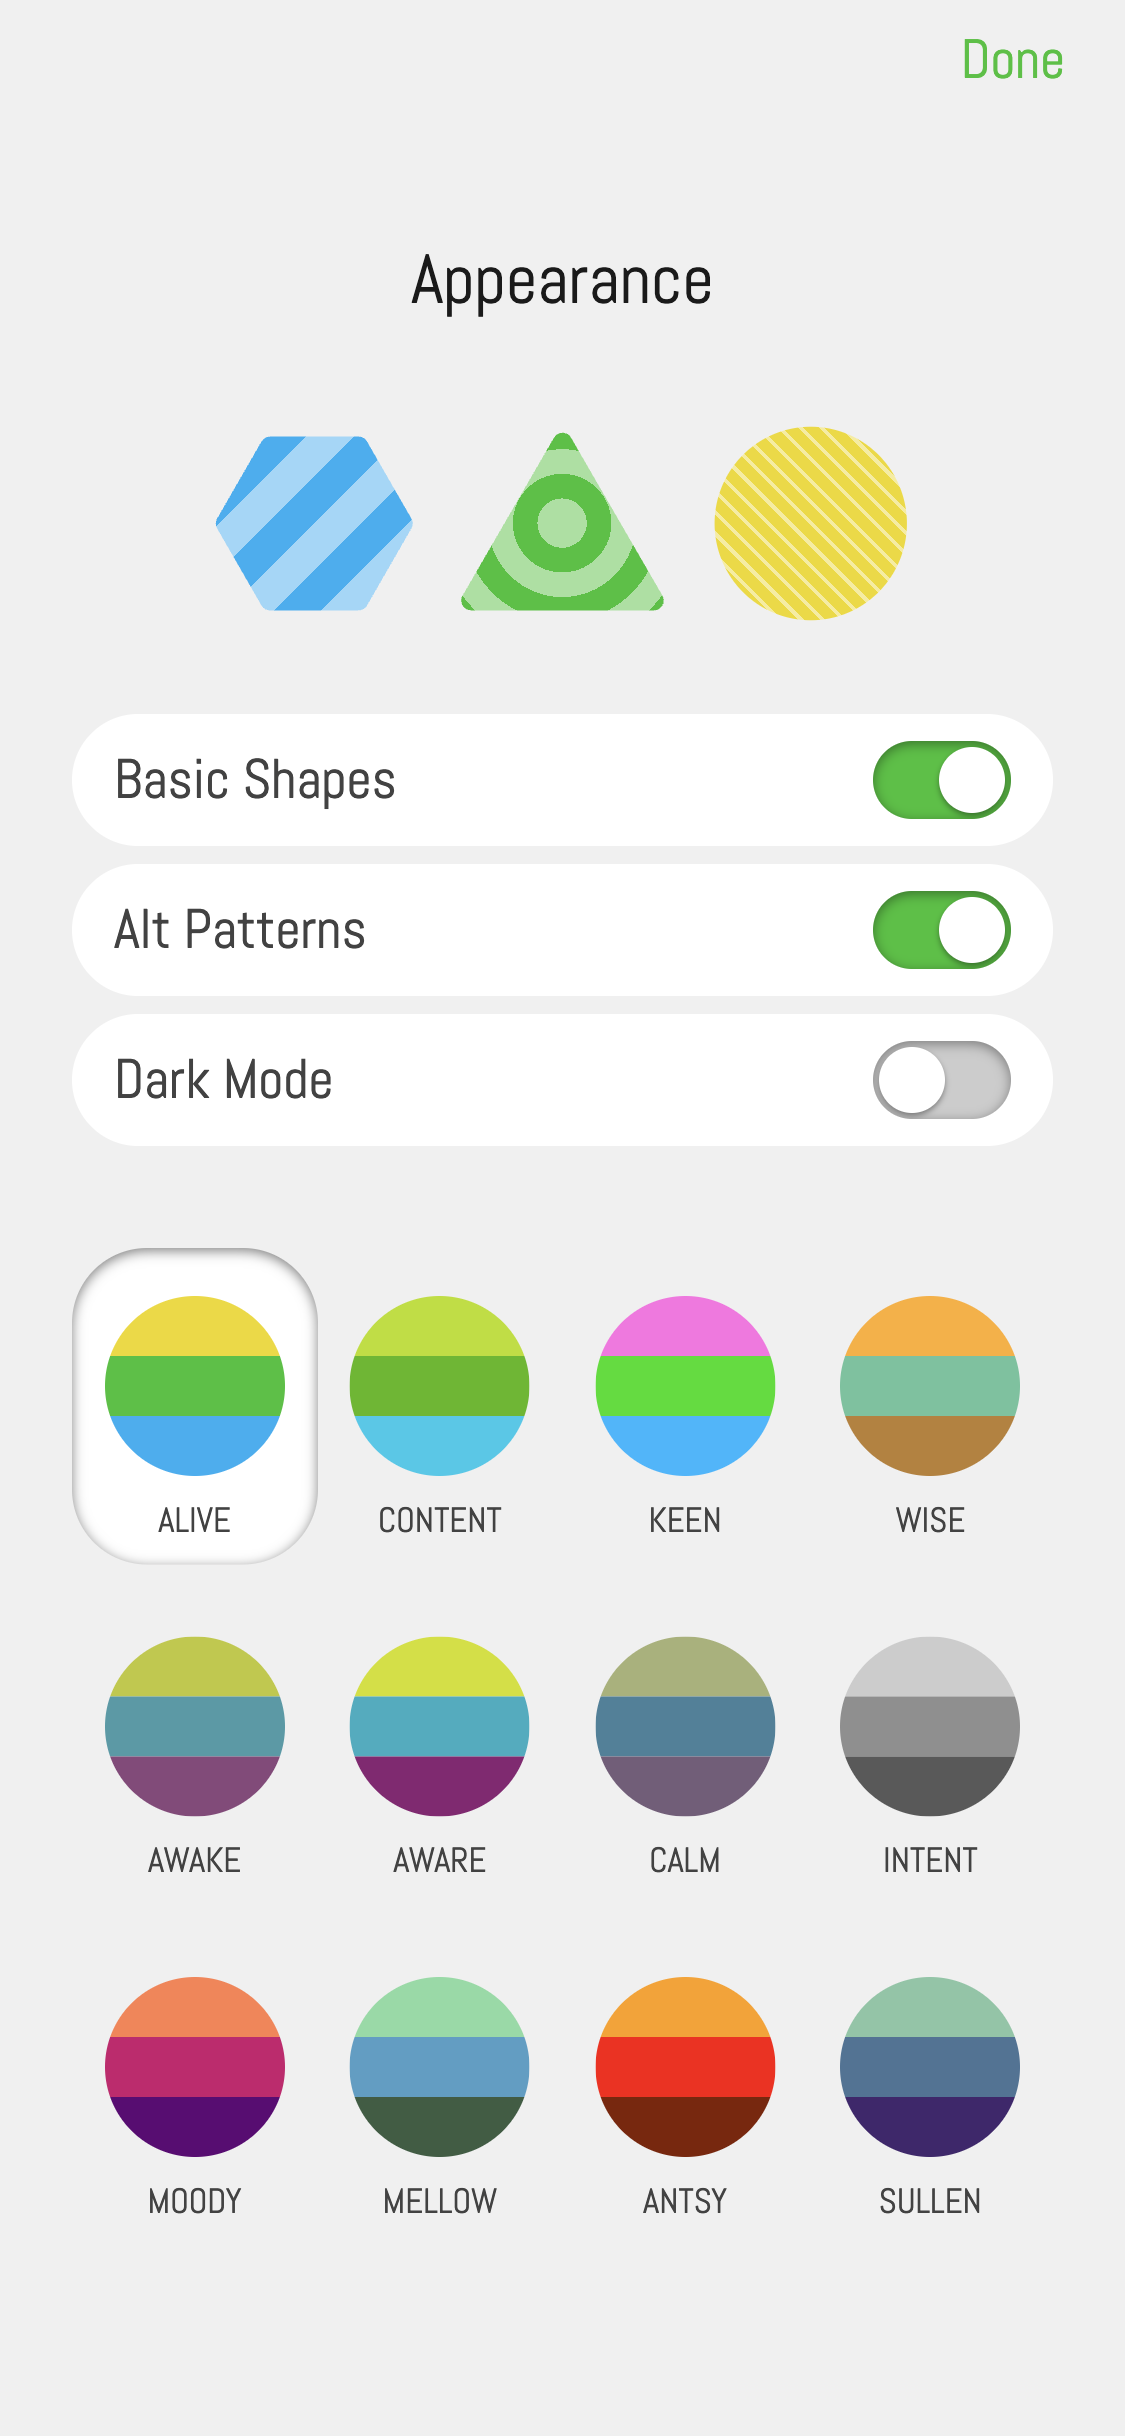 Done
Appearance
Basic Shapes
Alt Patterns
Dark Mode
ALIVE
CONTENT
KEEN
WISE
AWAKE
AWARE
CALM
INTENT
MOODY
MELLOW
ANTSY
SULLEN